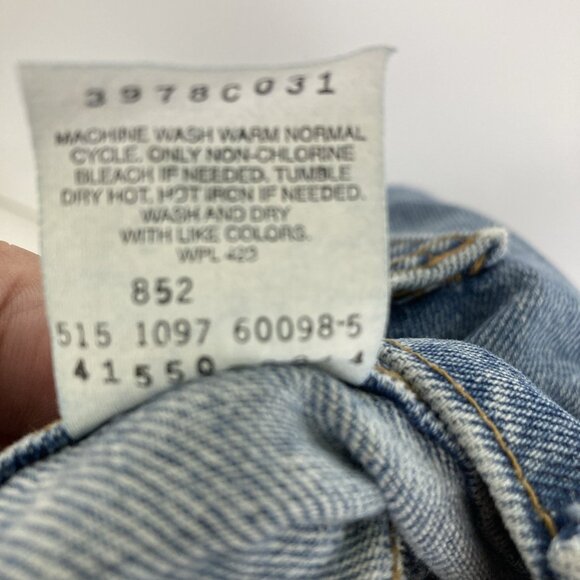 3978C031
MACHINE WASH WARM NORMAL
CYCLE. ONLY NON-CHLORINE
BLEACH IF NEEDED. TUMBLE
DRY HOT. HOT IRON IF NEEDED.
WASH AND DRY
WITH LIKE COLORS.
WPL 423
852
515 1097 60098-5
41550